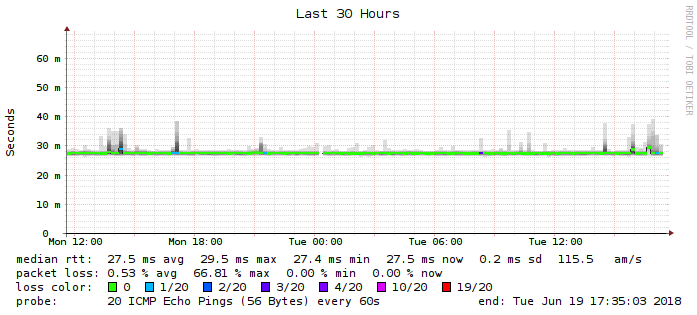 Last 30 Hours
RRDTOOL / TOBI OETIKER
Seconds
60 m
50 m
40 m
30 m
20 m
10 m
0
Mon 12:00 Mon 18:00 Tue 00:00 Tue 06:00 Tue 12:00
median rtt: 27.5 ms avg 29.5 ms max 27.4 ms min 27.5 ms now 0.2 ms sd 115.5 am/s
packet loss: 0.53 % avg 66.81 % max 0.00 % min 0.00 % now
loss color: 0 1/20 2/20 3/20 4/20 10/20 19/20
probe: 20 ICMP Echo Pings (56 Bytes) every 60s end: Tue Jun 19 17:35:03 2018